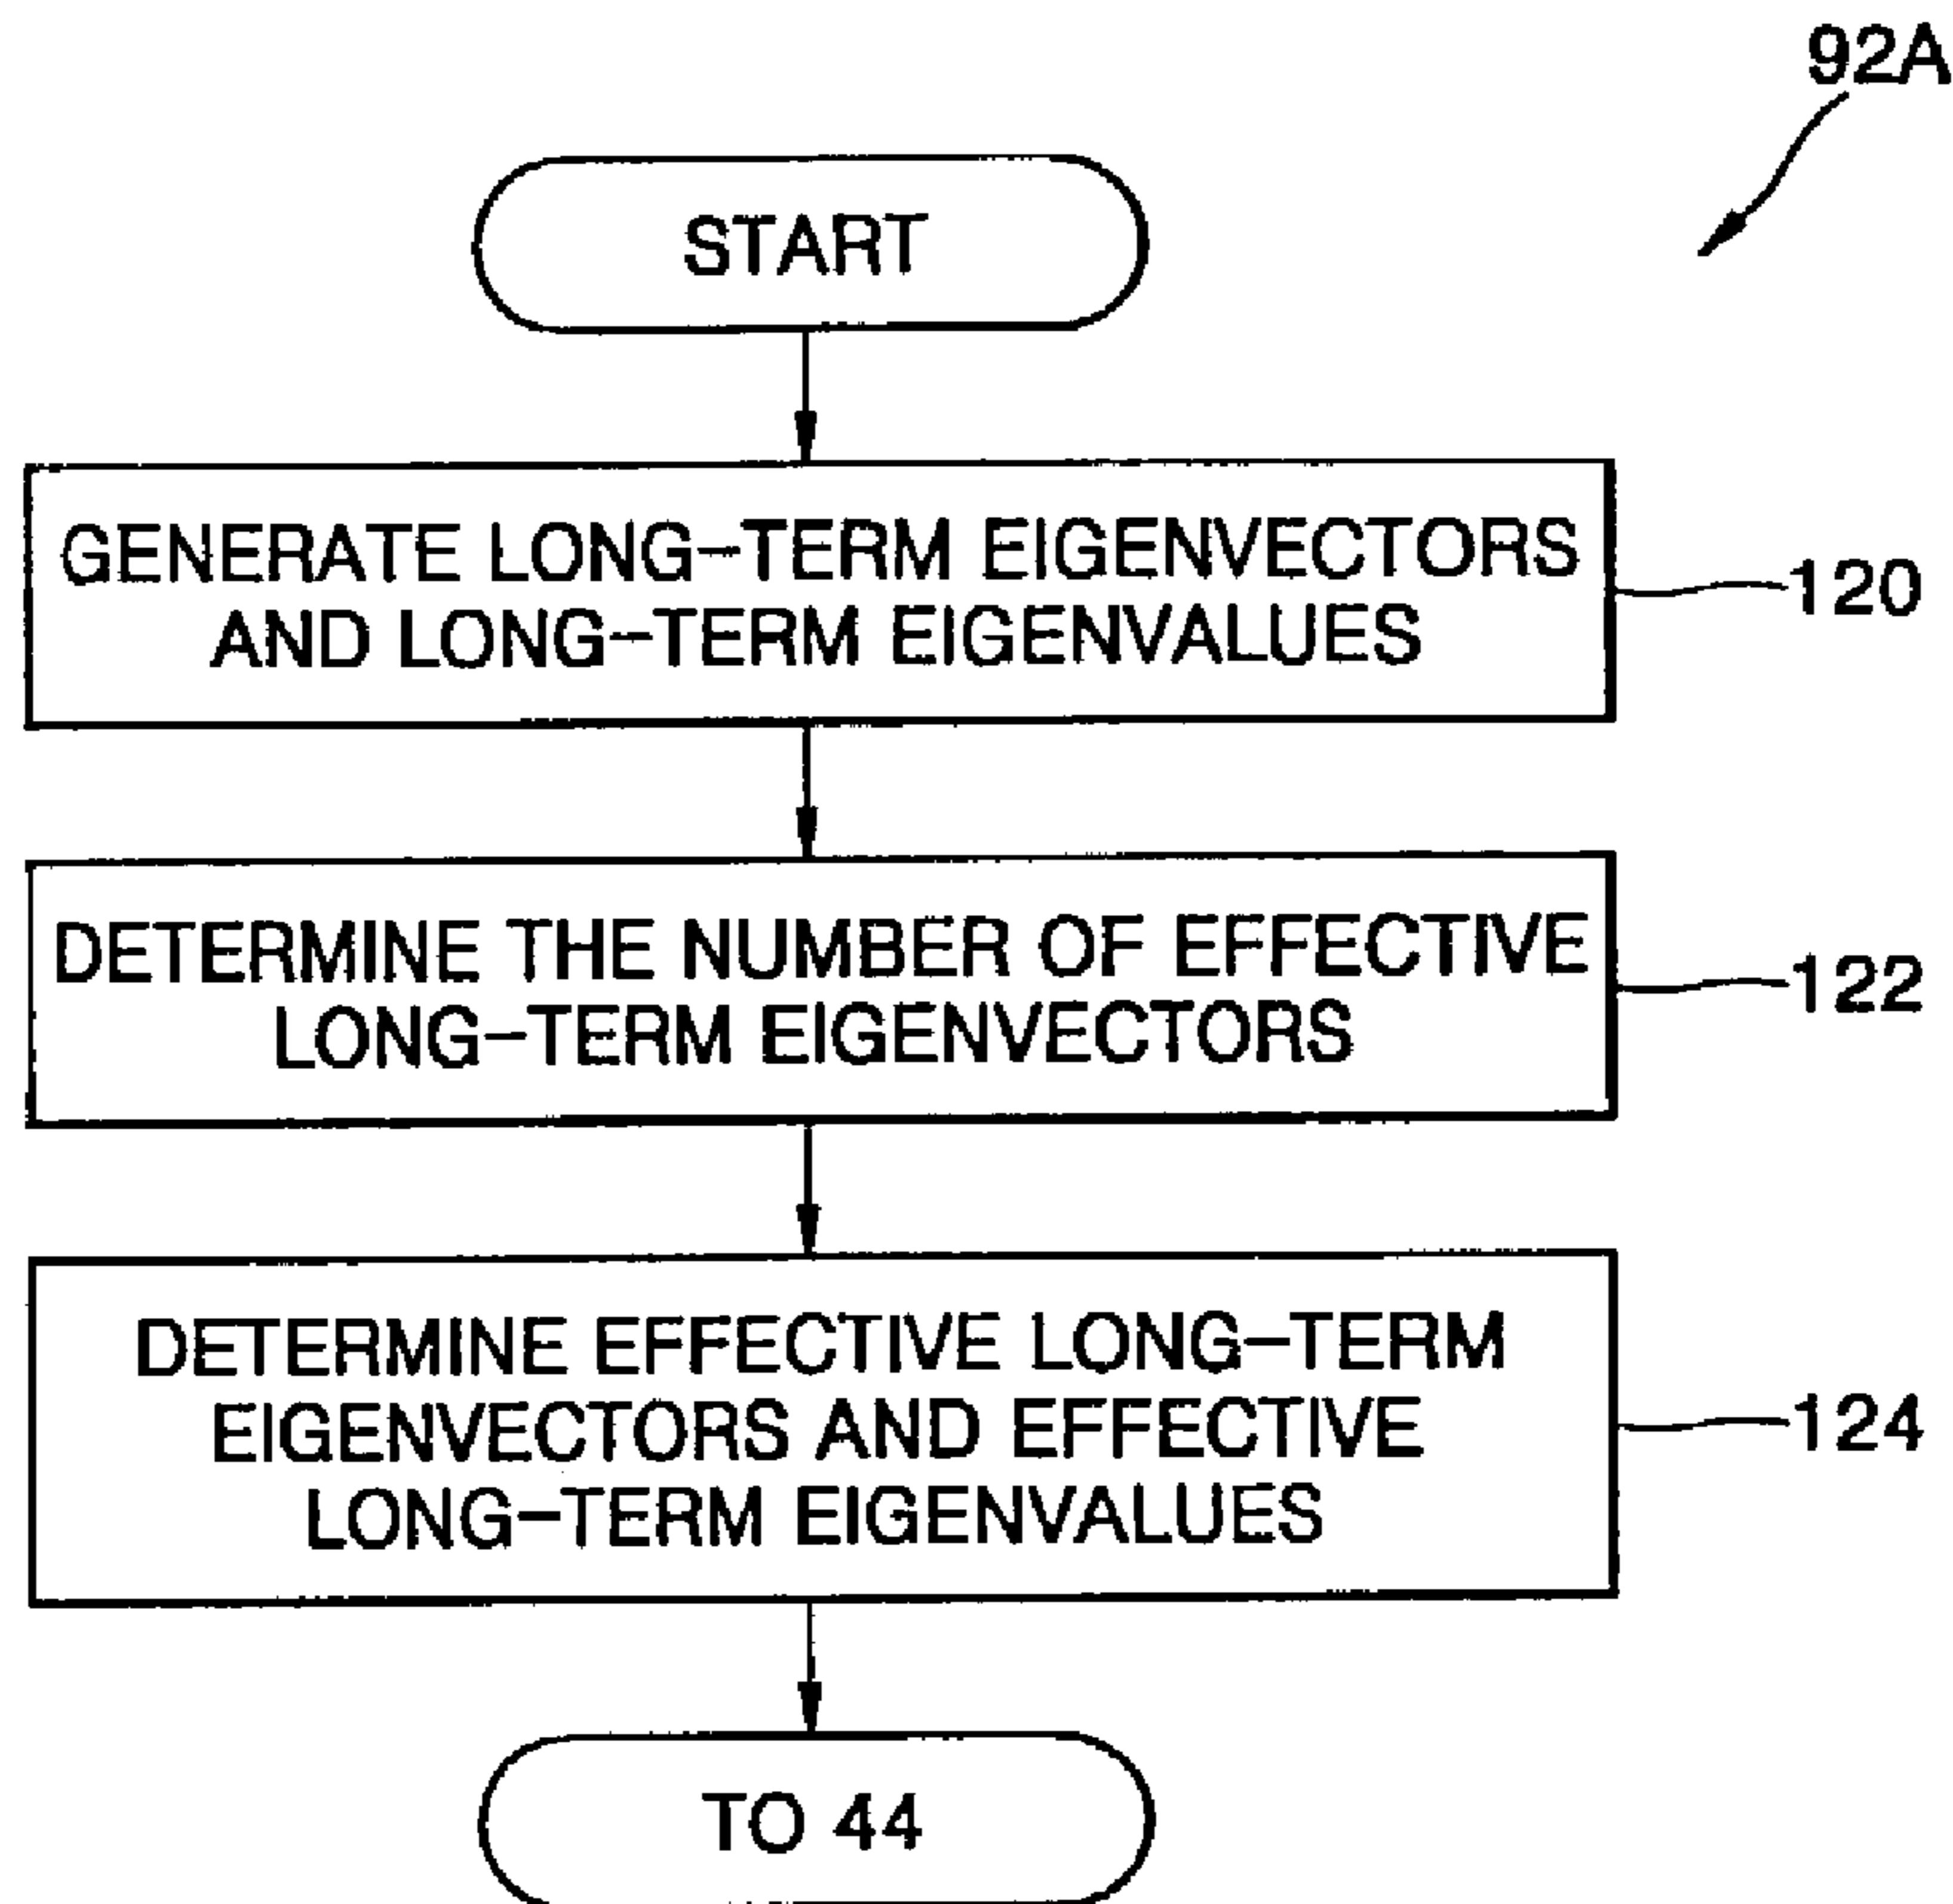 92A
START
GENERATE LONG-TERM EIGENVECTORS
AND LONG-TERM EIGENVALUES
120
DETERMINE THE NUMBER OF EFFECTIVE
LONG-TERM EIGENVECTORS
122
DETERMINE EFFECTIVE LONG-TERM
EIGENVECTORS AND EFFECTIVE
LONG-TERM EIGENVALUES
124
TO 44